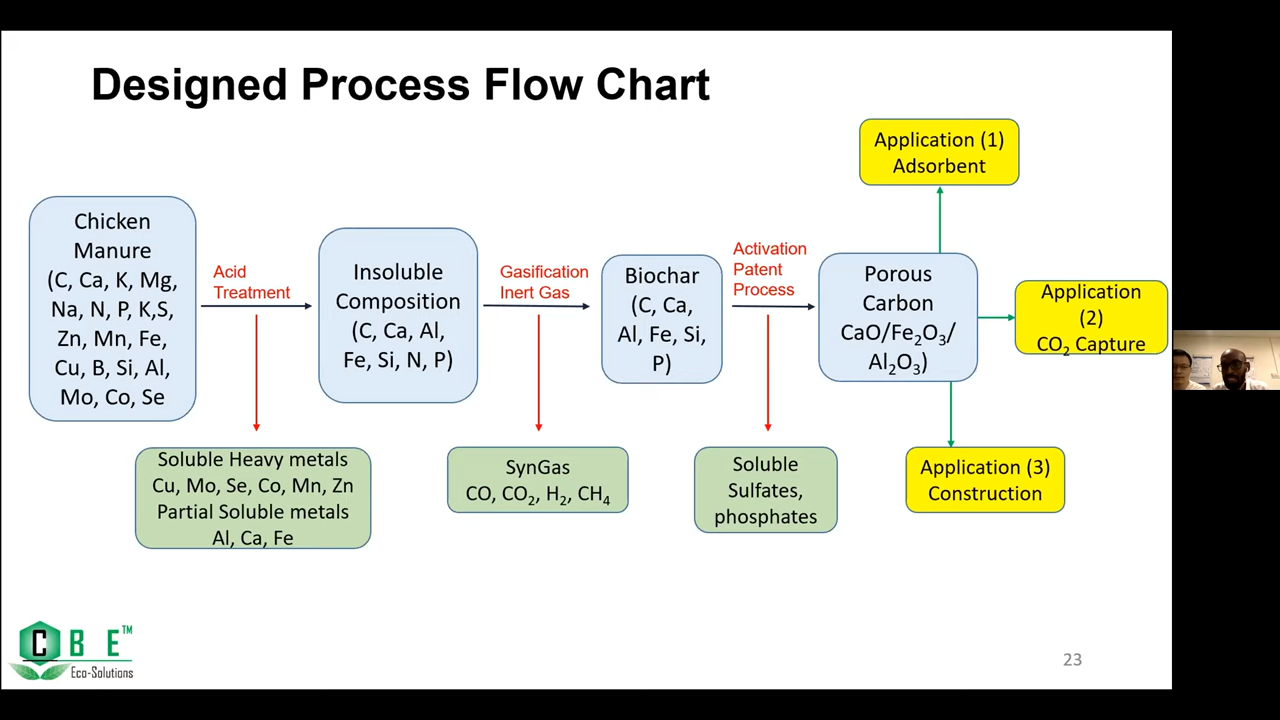 Designed Process Flow Chart
Application (1)
Adsorbent
Chicken
Manure
(C, Ca, K, Mg,
Na, N, P, K,S,
Zn, Mn, Fe,
Cu, B, Si, Al,
Mo, Co, Se
Acid
Treatment
Insoluble
Composition
(C, Ca, Al,
Fe, Si, N, P)
Gasification
Inert Gas
Biochar
(C, Ca,
Al, Fe, Si,
P)
Activation
Patent
Process
Porous
Carbon
CaO/Fe₂O₃/
Al₂O₃)
Application
(2)
CO₂ Capture
Soluble Heavy metals
Cu, Mo, Se, Co, Mn, Zn
Partial Soluble metals
Al, Ca, Fe
SynGas
CO, CO₂, H₂, CH₄
Soluble
Sulfates,
phosphates
Application (3)
Construction
CBE™
Eco-Solutions
23